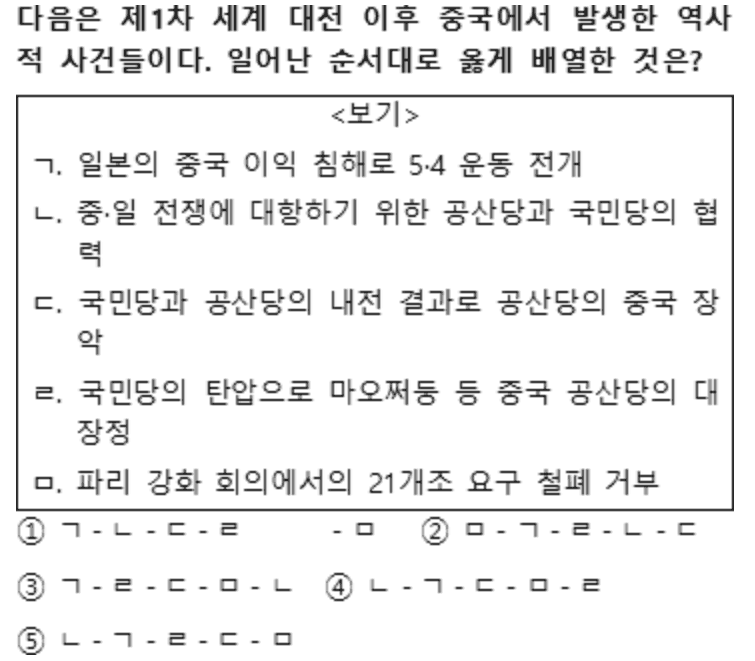 다음은 제1차 세계 대전 이후 중국에서 발생한 역사
적 사건들이다. 일어난 순서대로 옳게 배열한 것은?
<보기>
ㄱ. 일본의 중국 이익 침해로 5·4 운동 전개
ㄴ. 중·일 전쟁에 대항하기 위한 공산당과 국민당의 협
력
ㄷ. 국민당과 공산당의 내전 결과로 공산당의 중국 장
악
ㄹ. 국민당의 탄압으로 마오쩌둥 등 중국 공산당의 대
장정
ㅁ. 파리 강화 회의에서의 21개조 요구 철폐 거부
① ㄱ - ㄴ - ㄷ - ㄹ - ㅁ ② ㅁ - ㄱ - ㄹ - ㄴ - ㄷ
③ ㄱ - ㄹ - ㄷ - ㅁ - ㄴ ④ ㄴ - ㄱ - ㄷ - ㅁ - ㄹ
⑤ ㄴ - ㄱ - ㄹ - ㄷ - ㅁ